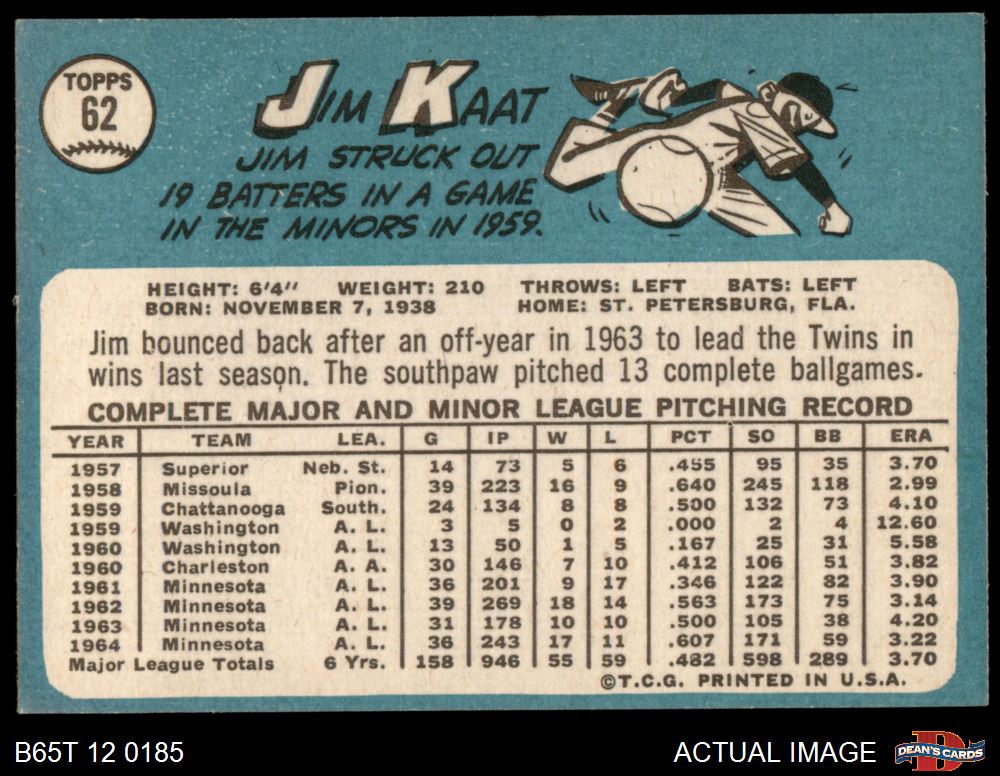 TOPPS
62
JIM KAAT
JIM STRUCK OUT
19 BATTERS IN A GAME
IN THE MINORS IN 1959.
HEIGHT: 6'4" WEIGHT: 210 THROWS: LEFT BATS: LEFT
BORN: NOVEMBER 7, 1938 HOME: ST. PETERSBURG, FLA.
Jim bounced back after an off-year in 1963 to lead the Twins in
wins last season. The southpaw pitched 13 complete ballgames.
COMPLETE MAJOR AND MINOR LEAGUE PITCHING RECORD
YEAR TEAM LEA. G IP W L PCT SO BB ERA
1957 Superior Neb. St. 14 73 5 6 .455 95 35 3.70
1958 Missoula Pion. 39 223 16 9 .640 245 118 2.99
1959 Chattanooga South. 24 134 8 8 .500 132 73 4.10
1959 Washington A. L. 3 5 0 2 .000 2 4 12.60
1960 Washington A. L. 13 50 1 5 .167 25 31 5.58
1960 Charleston A. A. 30 146 7 10 .412 106 51 3.82
1961 Minnesota A. L. 36 201 9 17 .346 122 82 3.90
1962 Minnesota A. L. 39 269 18 14 .563 173 75 3.14
1963 Minnesota A. L. 31 178 10 10 .500 105 38 4.20
1964 Minnesota A. L. 36 243 17 11 .607 171 59 3.22
Major League Totals 6 Yrs. 158 946 55 59 .482 598 289 3.70
©T.C.G. PRINTED IN U.S.A.
B65T 12 0185 ACTUAL IMAGE DEAN'S CARDS